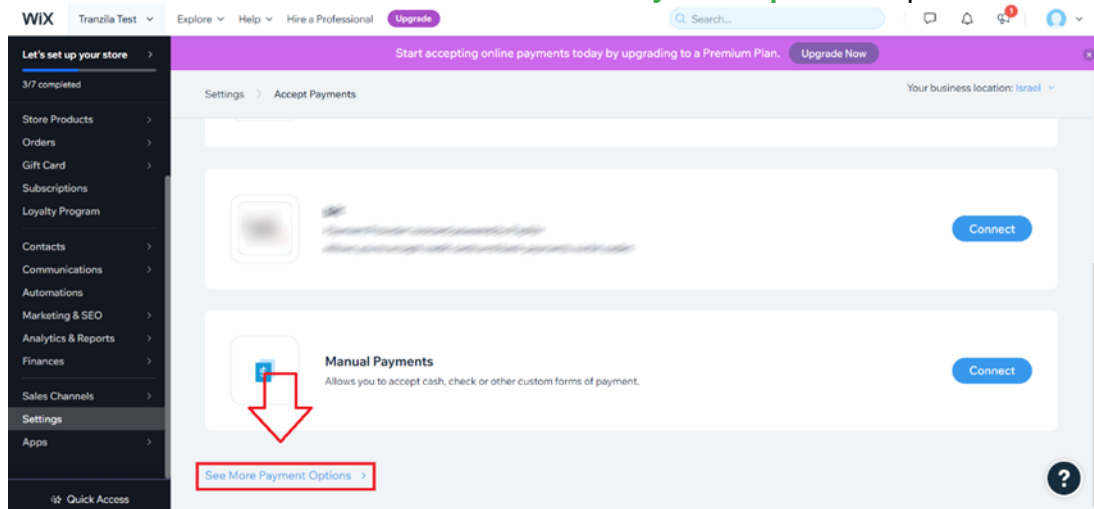 WiX Tranzila Test Explore Help Hire a Professional Upgrade Search...
Let's set up your store
3/7 completed
Start accepting online payments today by upgrading to a Premium Plan. Upgrade Now
Settings > Accept Payments
Your business location: Israel
Store Products
Orders
Gift Card
Subscriptions
Loyalty Program
Contacts
Communications
Automations
Marketing & SEO
Analytics & Reports
Finances
Sales Channels
Settings
Apps
Quick Access
Connect
Manual Payments
Allows you to accept cash, check or other custom forms of payment.
Connect
See More Payment Options >
?